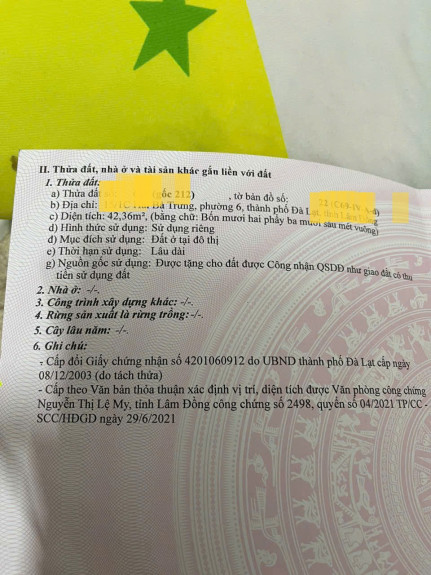 II. Thửa đất, nhà ở và tài sản khác gắn liền với đất
1. Thửa đất:
a) Thửa đất (gốc 212) , tờ bản đồ số:
b) Địa chỉ: Bà Trưng, phường 6, thành phố Đà Lạt,
c) Diện tích: 42,36m², (bằng chữ: Bốn mươi hai phẩy ba mươi sáu mét vuông)
d) Hình thức sử dụng: Sử dụng riêng
đ) Mục đích sử dụng: Đất ở tại đô thị
e) Thời hạn sử dụng: Lâu dài
g) Nguồn gốc sử dụng: Được tặng cho đất được Công nhận QSDĐ như giao đất có thu
tiền sử dụng đất
2. Nhà ở: -/-.
3. Công trình xây dựng khác: -/-.
4. Rừng sản xuất là rừng trồng: -/-.
5. Cây lâu năm: -/-.
6. Ghi chú:
- Cấp đổi Giấy chứng nhận số 4201060912 do UBND thành phố Đà Lạt cấp ngày
08/12/2003 (do tách thửa)
- Cấp theo Văn bản thỏa thuận xác định vị trí, diện tích được Văn phòng công chứng
Nguyễn Thị Lệ My, tỉnh Lâm Đồng công chứng số 2498, quyển số 04/2021 TP/CC -
SCC/HĐGD ngày 29/6/2021